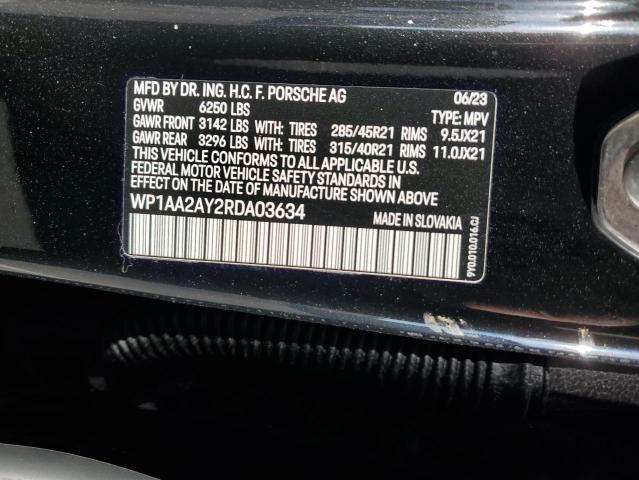 MFD BY DR. ING. H.C. F. PORSCHE AG 06/23
GVWR 6250 LBS TYPE: MPV
GAWR FRONT 3142 LBS WITH: TIRES 285/45R21 RIMS 9.5JX21
GAWR REAR 3296 LBS WITH: TIRES 315/40R21 RIMS 11.0JX21
THIS VEHICLE CONFORMS TO ALL APPLICABLE U.S.
FEDERAL MOTOR VEHICLE SAFETY STANDARDS IN
EFFECT ON THE DATE OF MANUFACTURE SHOWN ABOVE
WP1AA2AY2RDA03634 MADE IN SLOVAKIA
9Y0.010.016.CJ